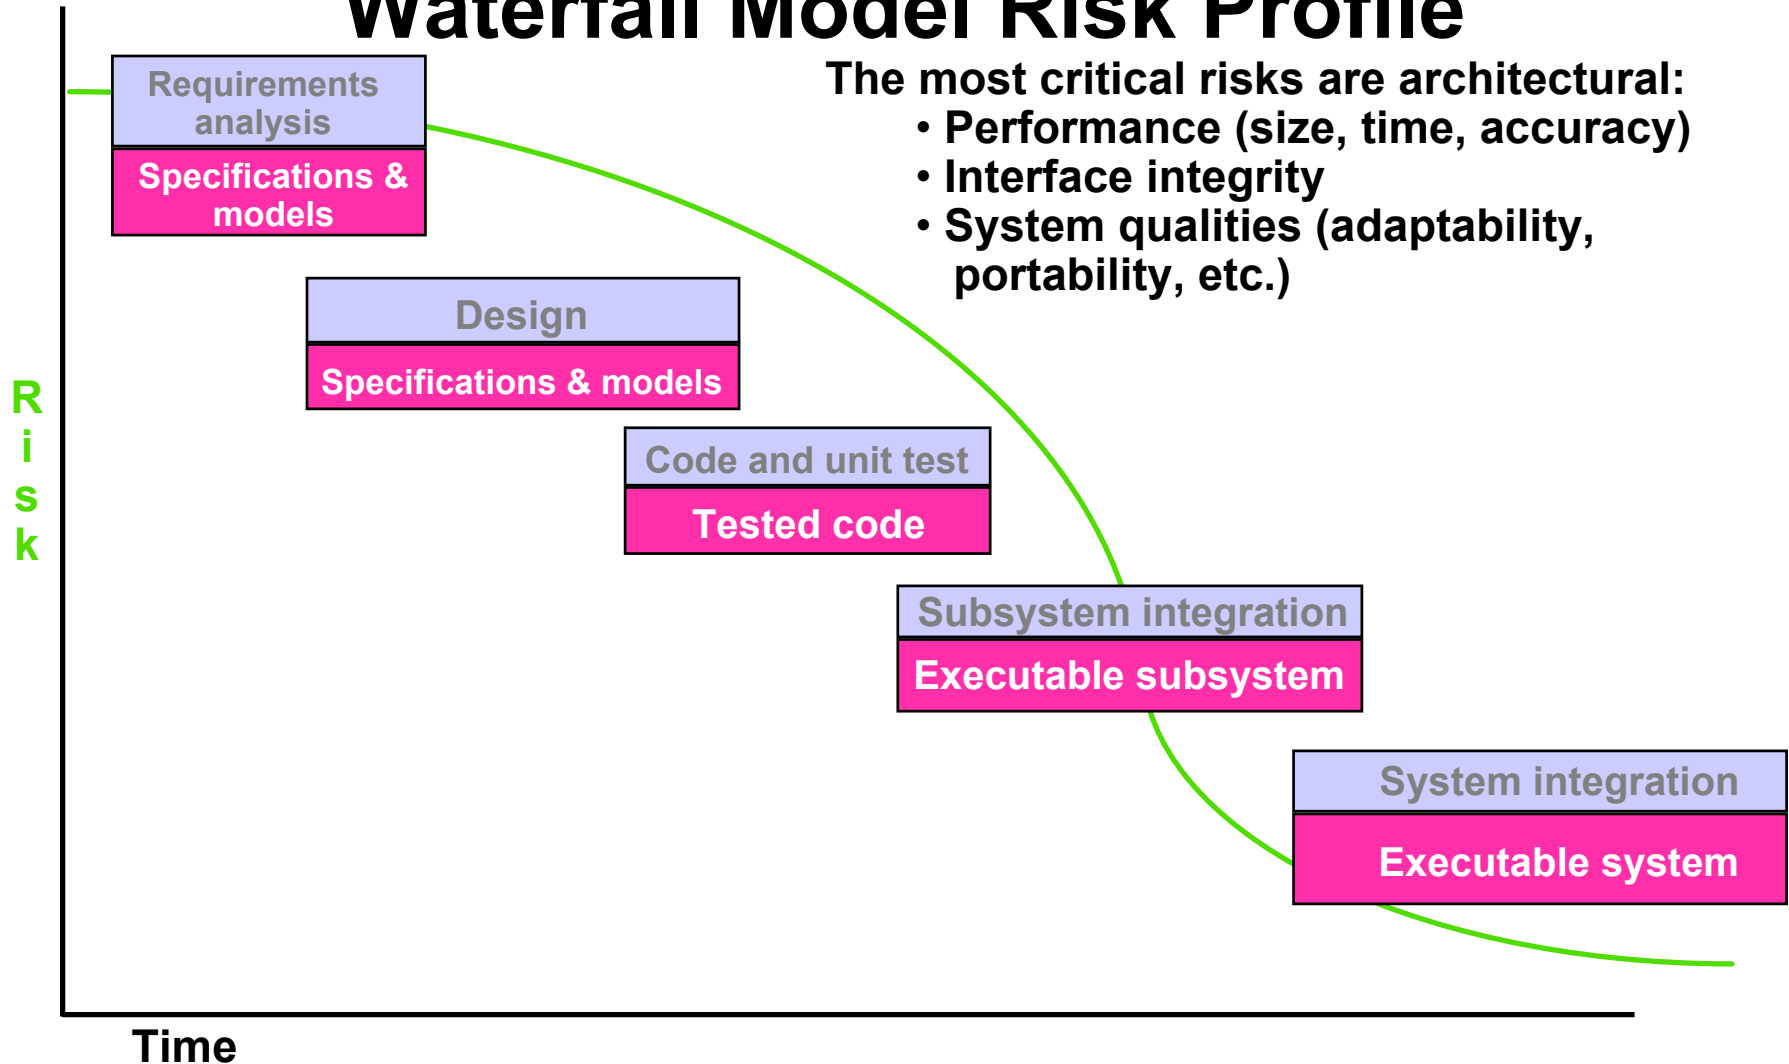 Waterfall Model Risk Profile
The most critical risks are architectural:
• Performance (size, time, accuracy)
• Interface integrity
• System qualities (adaptability,
portability, etc.)
Requirements
analysis
Specifications &
models
Design
Specifications & models
Code and unit test
Tested code
Subsystem integration
Executable subsystem
System integration
Executable system
R
i
s
k
Time